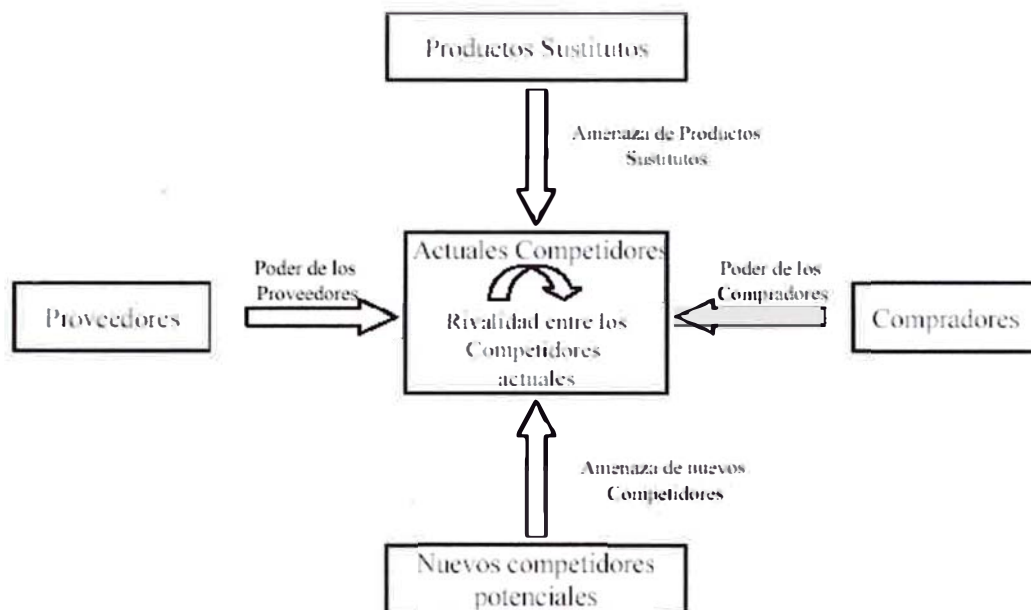 Productos Sustitutos
Amenaza de Productos
Sustitutos
Actuales Competidores
Poder de los
Proveedores
Poder de los
Compradores
Proveedores
Rivalidad entre los
Competidores
actuales
Compradores
Amenaza de nuevos
Competidores
Nuevos competidores
potenciales